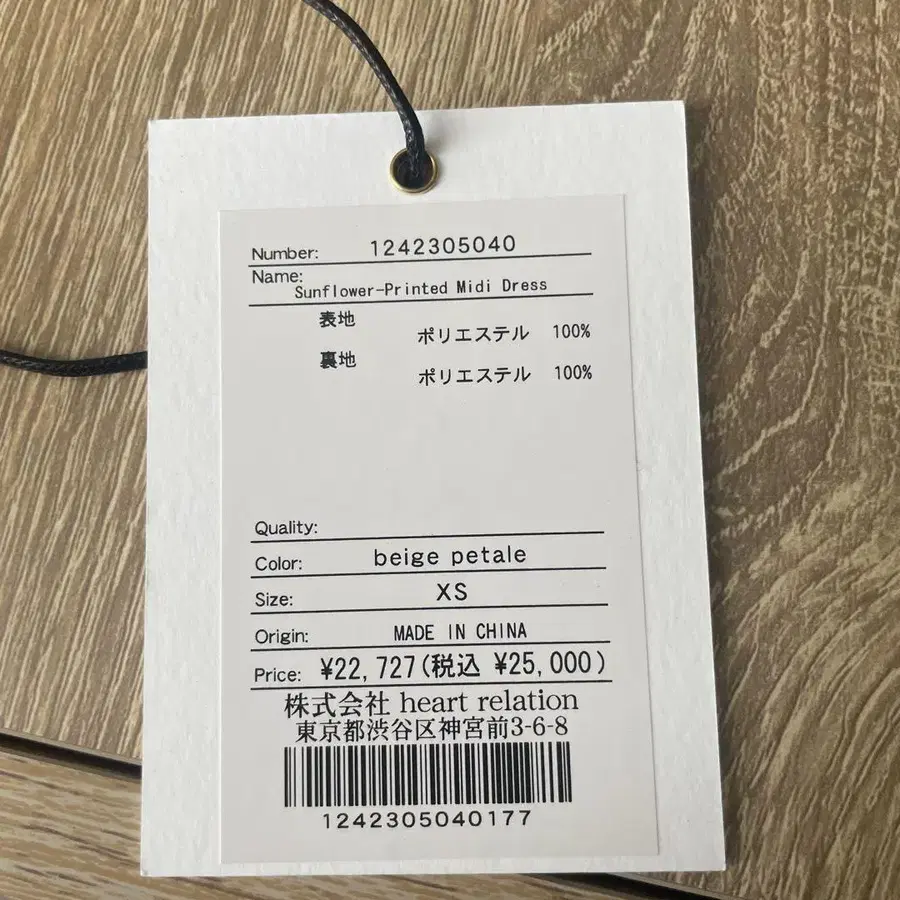 Number: 1242305040
Name:
Sunflower-Printed Midi Dress
表地
ポリエステル 100%
裏地
ポリエステル 100%
Quality:
Color: beige petale
Size: XS
Origin: MADE IN CHINA
Price: ¥22,727(税込 ¥25,000)
株式会社 heart relation
東京都渋谷区神宮前3-6-8
1242305040177